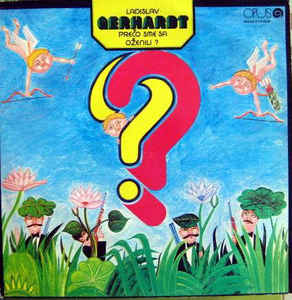 LADISLAV
GERHARDT
PREČO SME SA
OŽENILI ?
OPUS
?